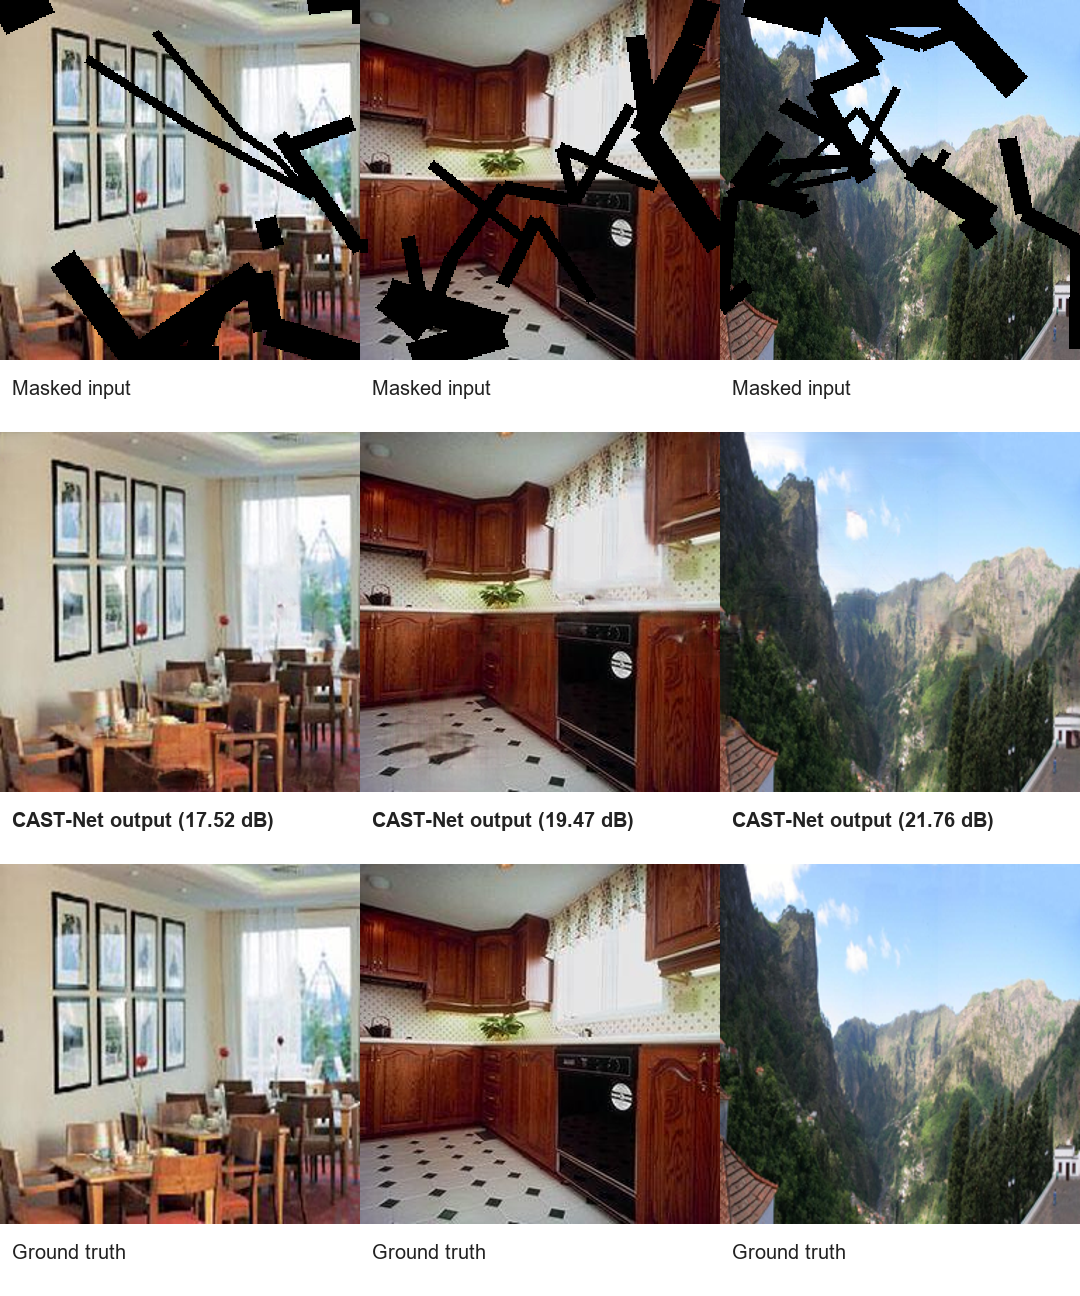 Masked input
Masked input
Masked input
CAST-Net output (17.52 dB)
CAST-Net output (19.47 dB)
CAST-Net output (21.76 dB)
Ground truth
Ground truth
Ground truth